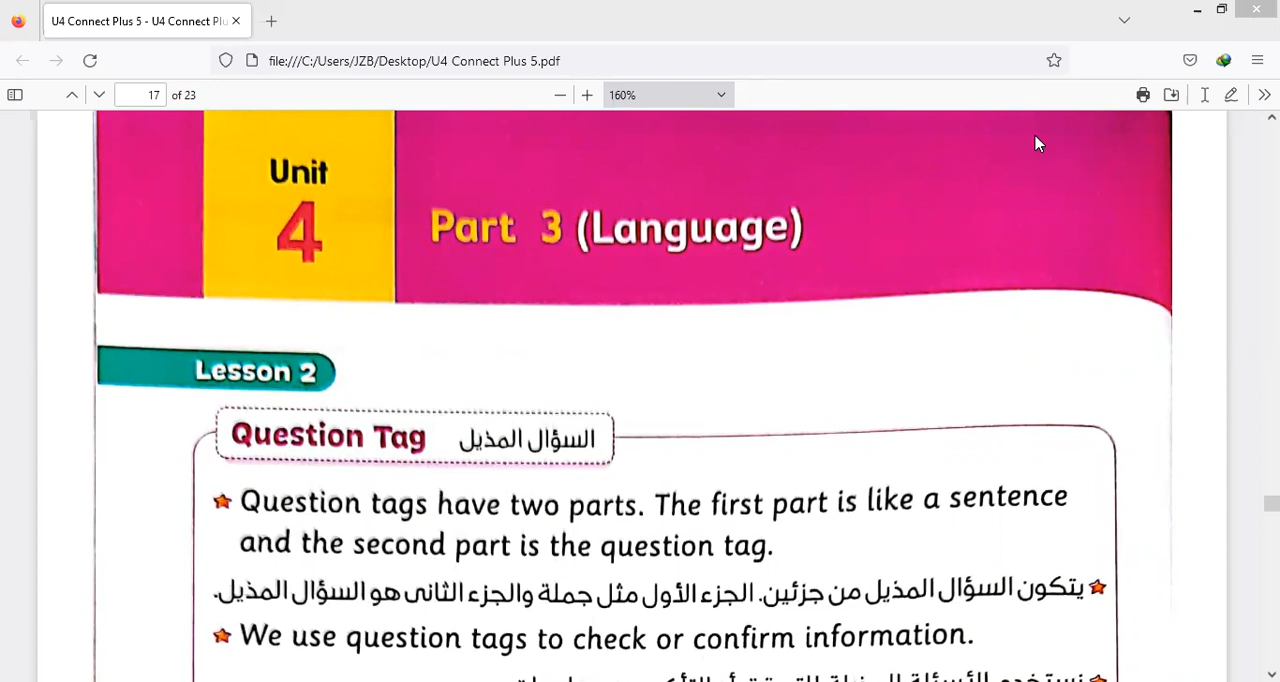 U4 Connect Plus 5 - U4 Connect Plu
file:///C:/Users/JZB/Desktop/U4 Connect Plus 5.pdf
17 of 23
160%
Unit
4
Part 3 (Language)
Lesson 2
Question Tag السؤال المذيل
Question tags have two parts. The first part is like a sentence
and the second part is the question tag.
يتكون السؤال المذيل من جزئين. الجزء الأول مثل جملة والجزء الثانى هو السؤال المذيل.
We use question tags to check or confirm information.